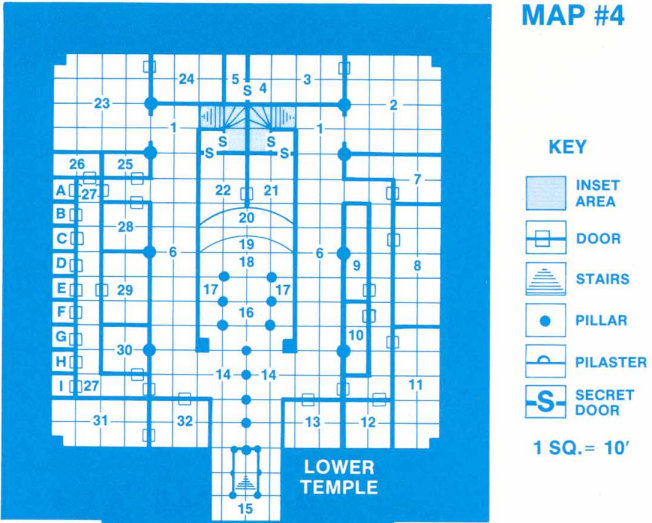 MAP #4
24 5 4 3
S
23 2
1 1
S S
S S
26 25 7
A 27 22 21
B 20
C 28 19
D 6 18 6 9 8
E 29 17 17
F 16
G 10
H 30
I 27 14 14 11
31 32 13 12
15
LOWER
TEMPLE
KEY
INSET
AREA
DOOR
STAIRS
PILLAR
PILASTER
S SECRET
DOOR
1 SQ.= 10'